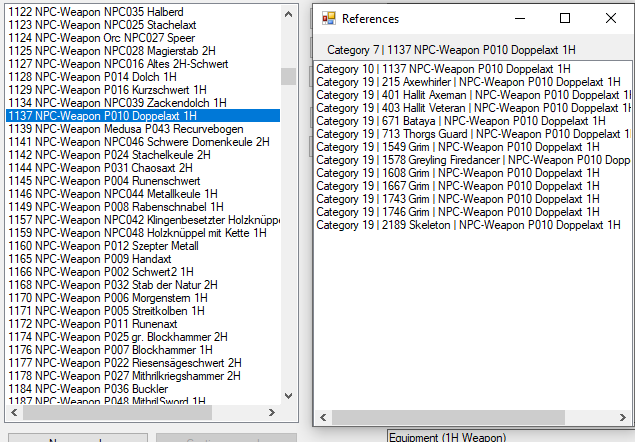 1122 NPC-Weapon NPC035 Halberd
1123 NPC-Weapon NPC025 Stachelaxt
1124 NPC-Weapon Orc NPC027 Speer
1125 NPC-Weapon NPC028 Magierstab 2H
1127 NPC-Weapon NPC016 Altes 2H-Schwert
1128 NPC-Weapon P014 Dolch 1H
1129 NPC-Weapon P016 Kurzschwert 1H
1134 NPC-Weapon NPC039 Zackendolch 1H
1137 NPC-Weapon P010 Doppelaxt 1H
1139 NPC-Weapon Medusa P043 Recurvebogen
1141 NPC-Weapon NPC046 Schwere Dornenkeule 2H
1142 NPC-Weapon P024 Stachelkeule 2H
1144 NPC-Weapon P031 Chaosaxt 2H
1145 NPC-Weapon P004 Runenschwert
1146 NPC-Weapon NPC044 Metallkeule 1H
1149 NPC-Weapon P008 Rabenschnabel 1H
1157 NPC-Weapon NPC042 Klingenbesetzter Holzknüppe
1159 NPC-Weapon NPC048 Holzknüppel mit Kette 1H
1160 NPC-Weapon P012 Szepter Metall
1165 NPC-Weapon P009 Handaxt
1166 NPC-Weapon P002 Schwert2 1H
1168 NPC-Weapon P032 Stab der Natur 2H
1170 NPC-Weapon P006 Morgenstern 1H
1171 NPC-Weapon P005 Streitkolben 1H
1172 NPC-Weapon P011 Runenaxt
1174 NPC-Weapon P025 gr. Blockhammer 2H
1176 NPC-Weapon P007 Blockhammer 1H
1177 NPC-Weapon P022 Riesensägeschwert 2H
1178 NPC-Weapon P027 Mithrilkriegshammer 2H
1184 NPC-Weapon P036 Buckler
1187 NPC-Weapon P048 MithrilSword 1H
References
Category 7 | 1137 NPC-Weapon P010 Doppelaxt 1H
Category 10 | 1137 NPC-Weapon P010 Doppelaxt 1H
Category 19 | 215 Axewhirler | NPC-Weapon P010 Doppelaxt 1H
Category 19 | 401 Hallit Axeman | NPC-Weapon P010 Doppelaxt 1H
Category 19 | 403 Hallit Veteran | NPC-Weapon P010 Doppelaxt 1H
Category 19 | 671 Bataya | NPC-Weapon P010 Doppelaxt 1H
Category 19 | 713 Thorgs Guard | NPC-Weapon P010 Doppelaxt 1H
Category 19 | 1549 Grim | NPC-Weapon P010 Doppelaxt 1H
Category 19 | 1578 Greyling Firedancer | NPC-Weapon P010 Dopp
Category 19 | 1608 Grim | NPC-Weapon P010 Doppelaxt 1H
Category 19 | 1667 Grim | NPC-Weapon P010 Doppelaxt 1H
Category 19 | 1743 Grim | NPC-Weapon P010 Doppelaxt 1H
Category 19 | 1746 Grim | NPC-Weapon P010 Doppelaxt 1H
Category 19 | 2189 Skeleton | NPC-Weapon P010 Doppelaxt 1H
Equipment (1H Weapon)